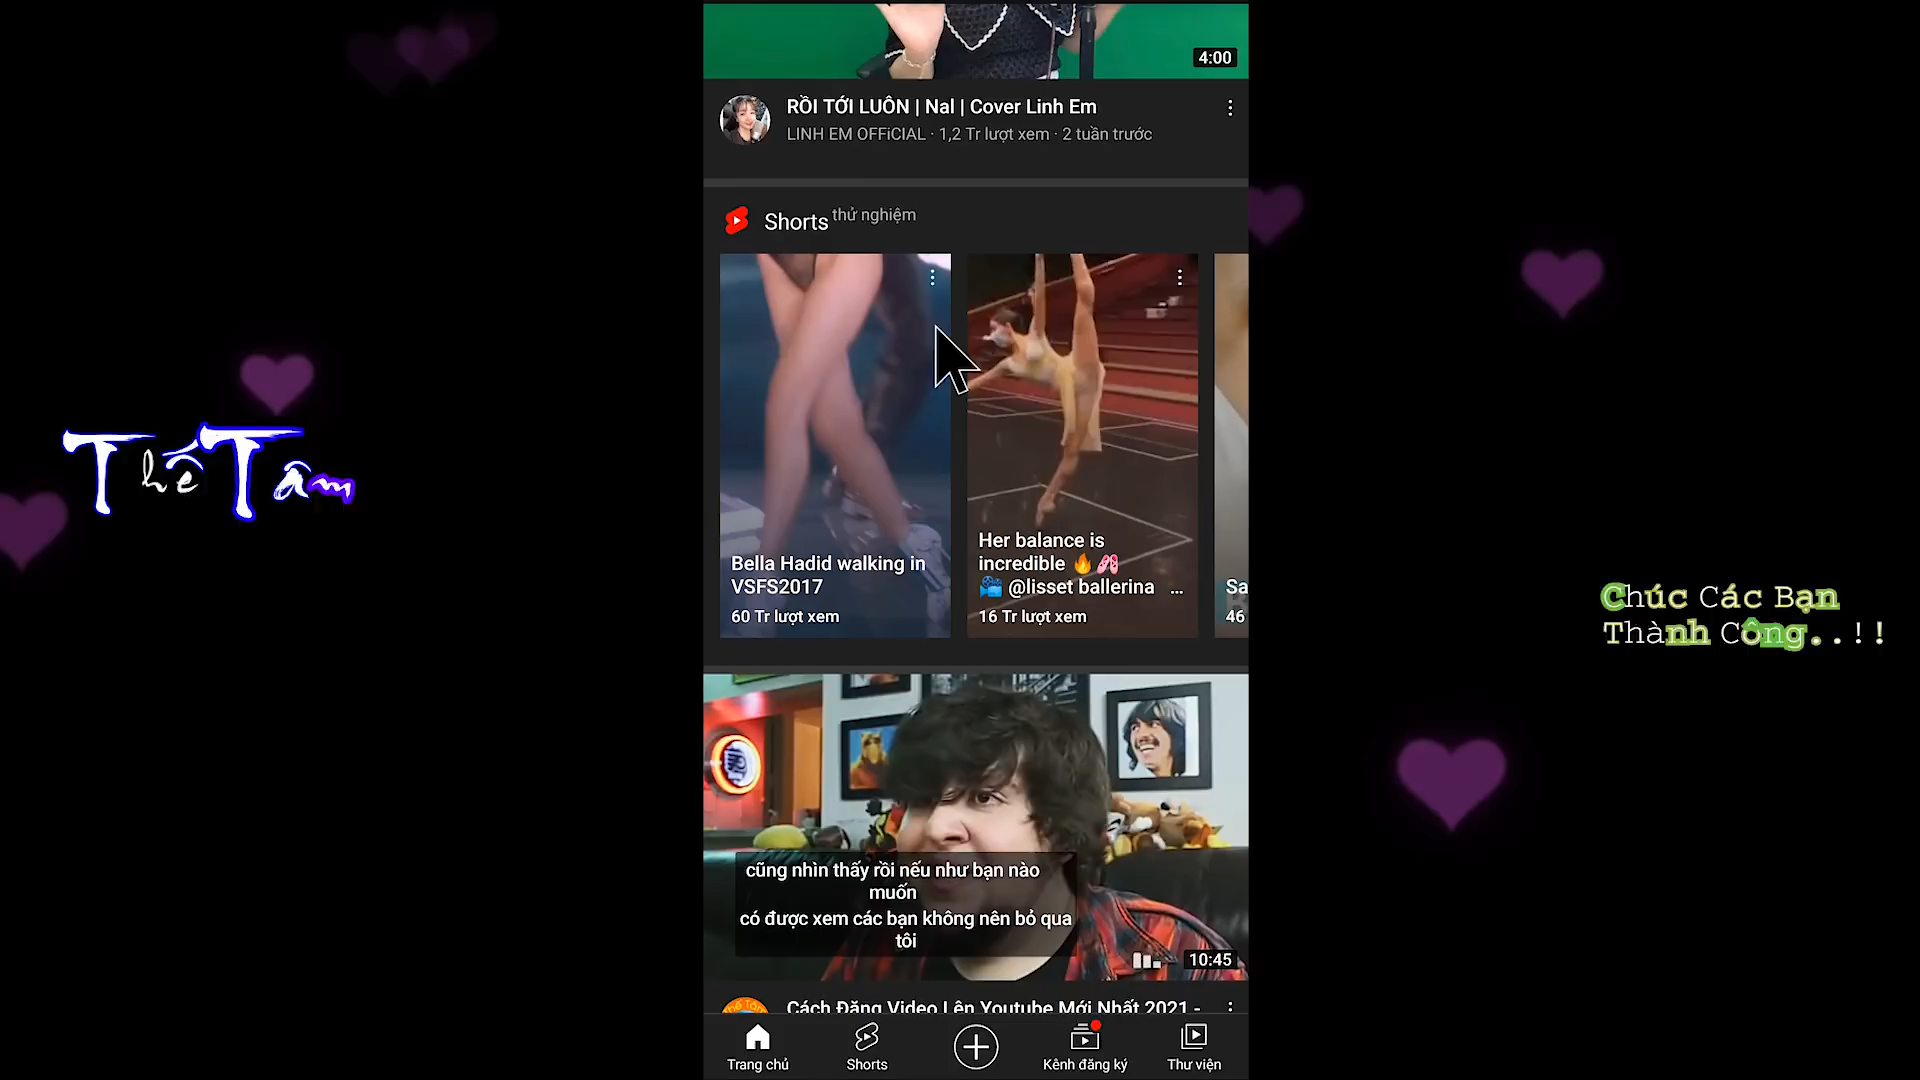 4:00
RỒI TỚI LUÔN | Nal | Cover Linh Em
LINH EM OFFiCIAL · 1,2 Tr lượt xem · 2 tuần trước
Shorts thử nghiệm
Bella Hadid walking in
VSFS2017
60 Tr lượt xem
Her balance is
incredible 🔥🩰
🎥 @lisset ballerina ...
16 Tr lượt xem
Sa
46
Thế Tâm
Chúc Các Bạn
Thành Công..!!
cũng nhìn thấy rồi nếu như bạn nào
muốn
có được xem các bạn không nên bỏ qua
tôi
10:45
Thế Tâm
Cách Đăng Video Lên Youtube Mới Nhất 2021 -
Trang chủ
Shorts
Kênh đăng ký
Thư viện